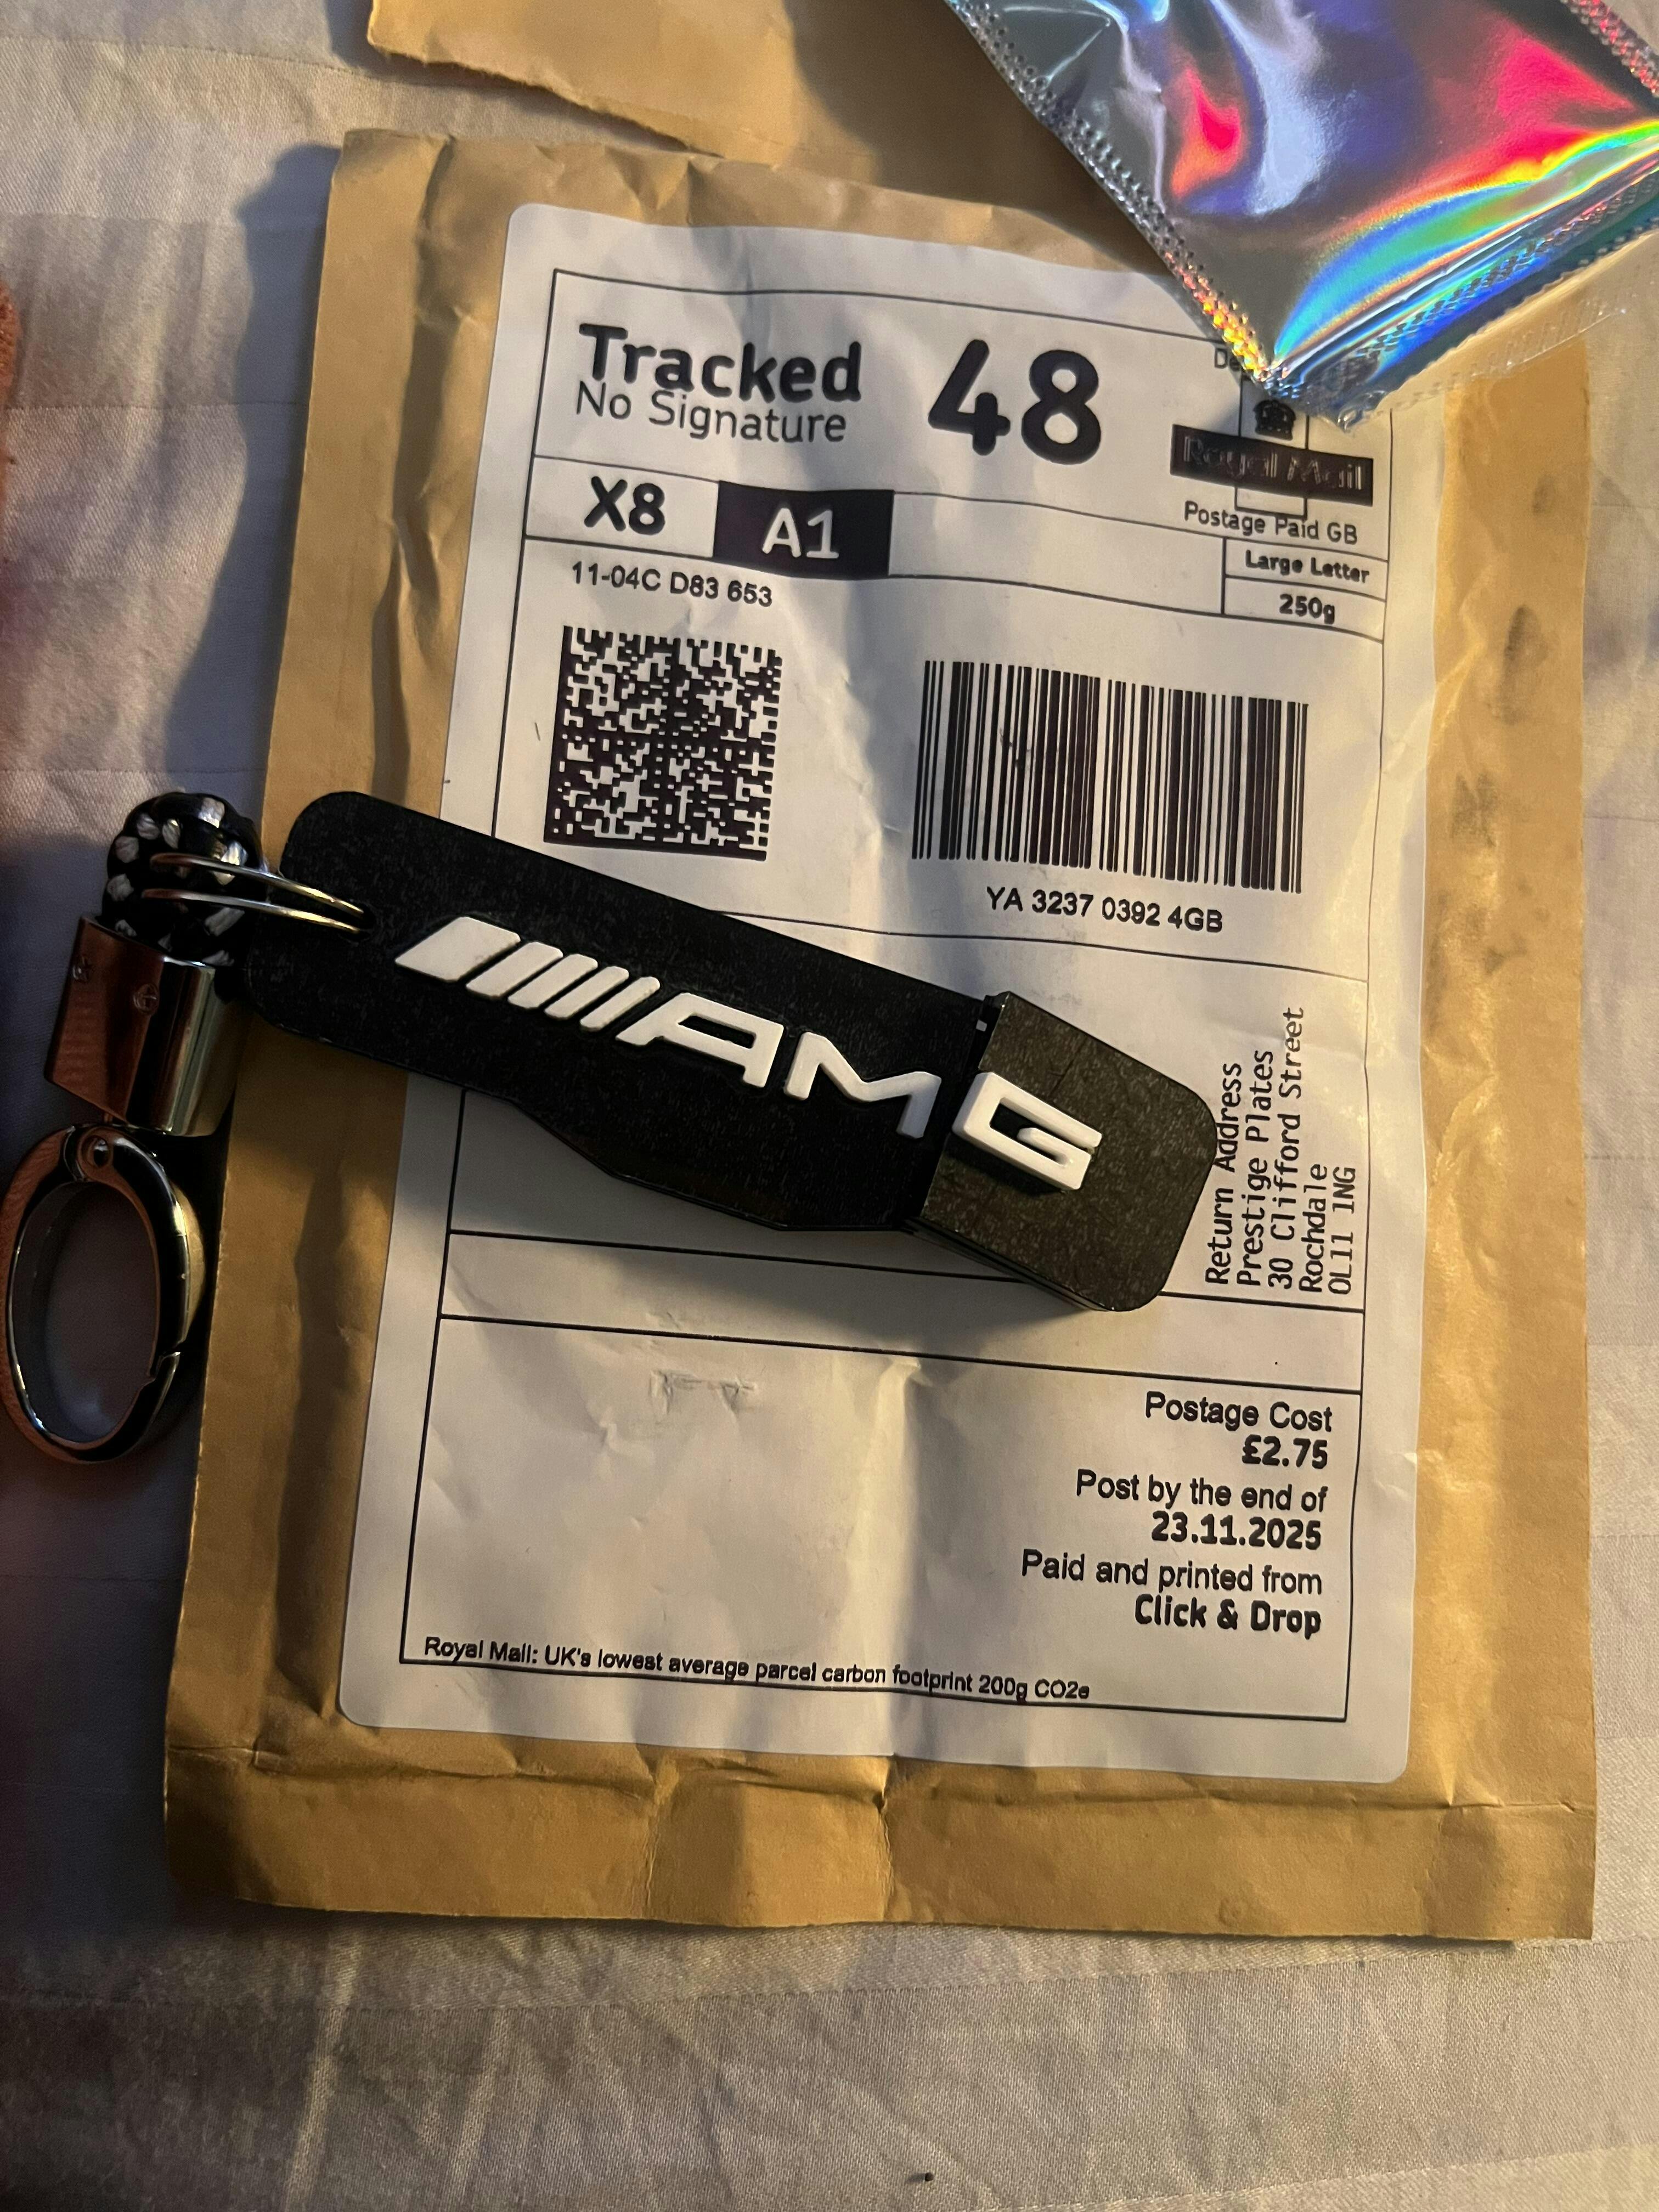 Tracked 48
No Signature
Royal Mail
Postage Paid GB
X8 A1
Large Letter
250g
11-04C D83 653
YA 3237 0392 4GB
AMG
Return Address
Prestige Plates
30 Clifford Street
Rochdale
OL11 1NG
Postage Cost
£2.75
Post by the end of
23.11.2025
Paid and printed from
Click & Drop
Royal Mail: UK's lowest average parcel carbon footprint 200g CO2e